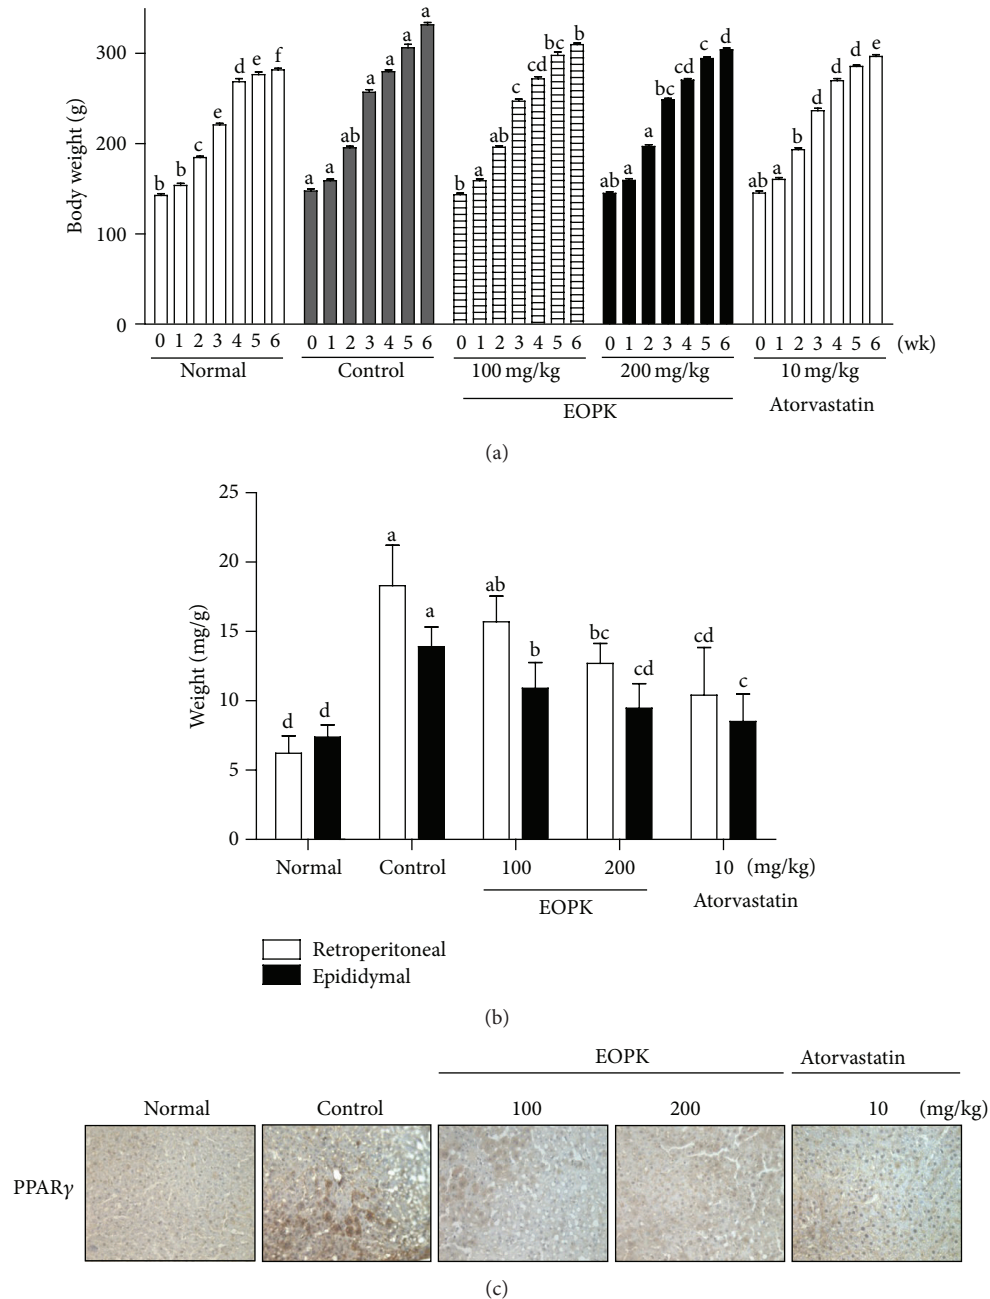 Body weight (g)
300
200
100
0
b b c e d e f
a a ab a a a a
b a ab c cd bc b
ab a a bc cd c d
ab a b d d d e
0 1 2 3 4 5 6 0 1 2 3 4 5 6 0 1 2 3 4 5 6 0 1 2 3 4 5 6 0 1 2 3 4 5 6 (wk)
Normal Control 100 mg/kg 200 mg/kg 10 mg/kg
EOPK Atorvastatin
(a)
Weight (mg/g)
25
20
15
10
5
0
d d a a ab b bc cd cd c
Normal Control 100 200 10 (mg/kg)
EOPK Atorvastatin
Retroperitoneal
Epididymal
(b)
EOPK Atorvastatin
Normal Control 100 200 10 (mg/kg)
PPARγ
(c)